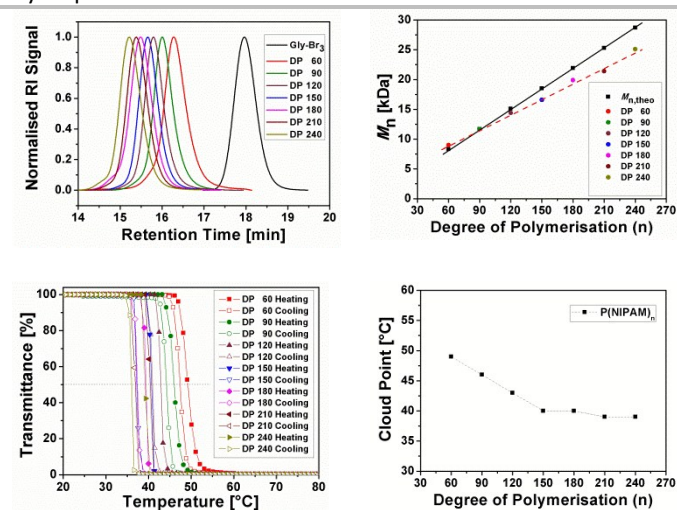 Normalised RI Signal
1.0
0.8
0.6
0.4
0.2
0.0
Gly-Br3
DP 60
DP 90
DP 120
DP 150
DP 180
DP 210
DP 240
14 15 16 17 18 19 20
Retention Time [min]
Mn [kDa]
30
25
20
15
10
5
0
Mn,theo
DP 60
DP 90
DP 120
DP 150
DP 180
DP 210
DP 240
30 60 90 120 150 180 210 240 270
Degree of Polymerisation (n)
Transmittance [%]
100
80
60
40
20
0
DP 60 Heating
DP 60 Cooling
DP 90 Heating
DP 90 Cooling
DP 120 Heating
DP 120 Cooling
DP 150 Heating
DP 150 Cooling
DP 180 Heating
DP 180 Cooling
DP 210 Heating
DP 210 Cooling
DP 240 Heating
DP 240 Cooling
20 30 40 50 60 70 80
Temperature [°C]
Cloud Point [°C]
60
55
50
45
40
35
30
P(NIPAM)n
30 60 90 120 150 180 210 240 270
Degree of Polymerisation (n)